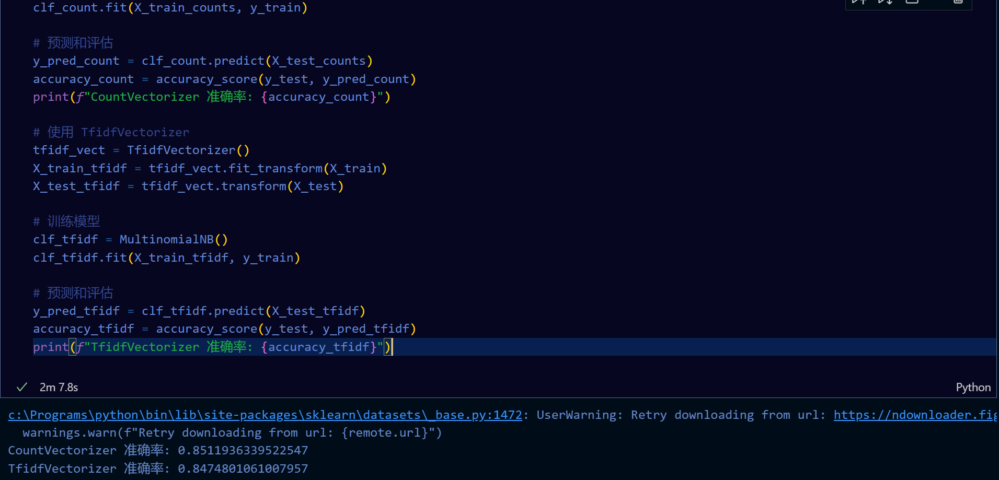 clf_count.fit(X_train_counts, y_train)
# 预测和评估
y_pred_count = clf_count.predict(X_test_counts)
accuracy_count = accuracy_score(y_test, y_pred_count)
print(f"CountVectorizer 准确率: {accuracy_count}")
# 使用 TfidfVectorizer
tfidf_vect = TfidfVectorizer()
X_train_tfidf = tfidf_vect.fit_transform(X_train)
X_test_tfidf = tfidf_vect.transform(X_test)
# 训练模型
clf_tfidf = MultinomialNB()
clf_tfidf.fit(X_train_tfidf, y_train)
# 预测和评估
y_pred_tfidf = clf_tfidf.predict(X_test_tfidf)
accuracy_tfidf = accuracy_score(y_test, y_pred_tfidf)
print(f"TfidfVectorizer 准确率: {accuracy_tfidf}")
2m 7.8s
Python
c:\Programs\python\bin\lib\site-packages\sklearn\datasets\_base.py:1472: UserWarning: Retry downloading from url: https://ndownloader.fig
warnings.warn(f"Retry downloading from url: {remote.url}")
CountVectorizer 准确率: 0.8511936339522547
TfidfVectorizer 准确率: 0.8474801061007957